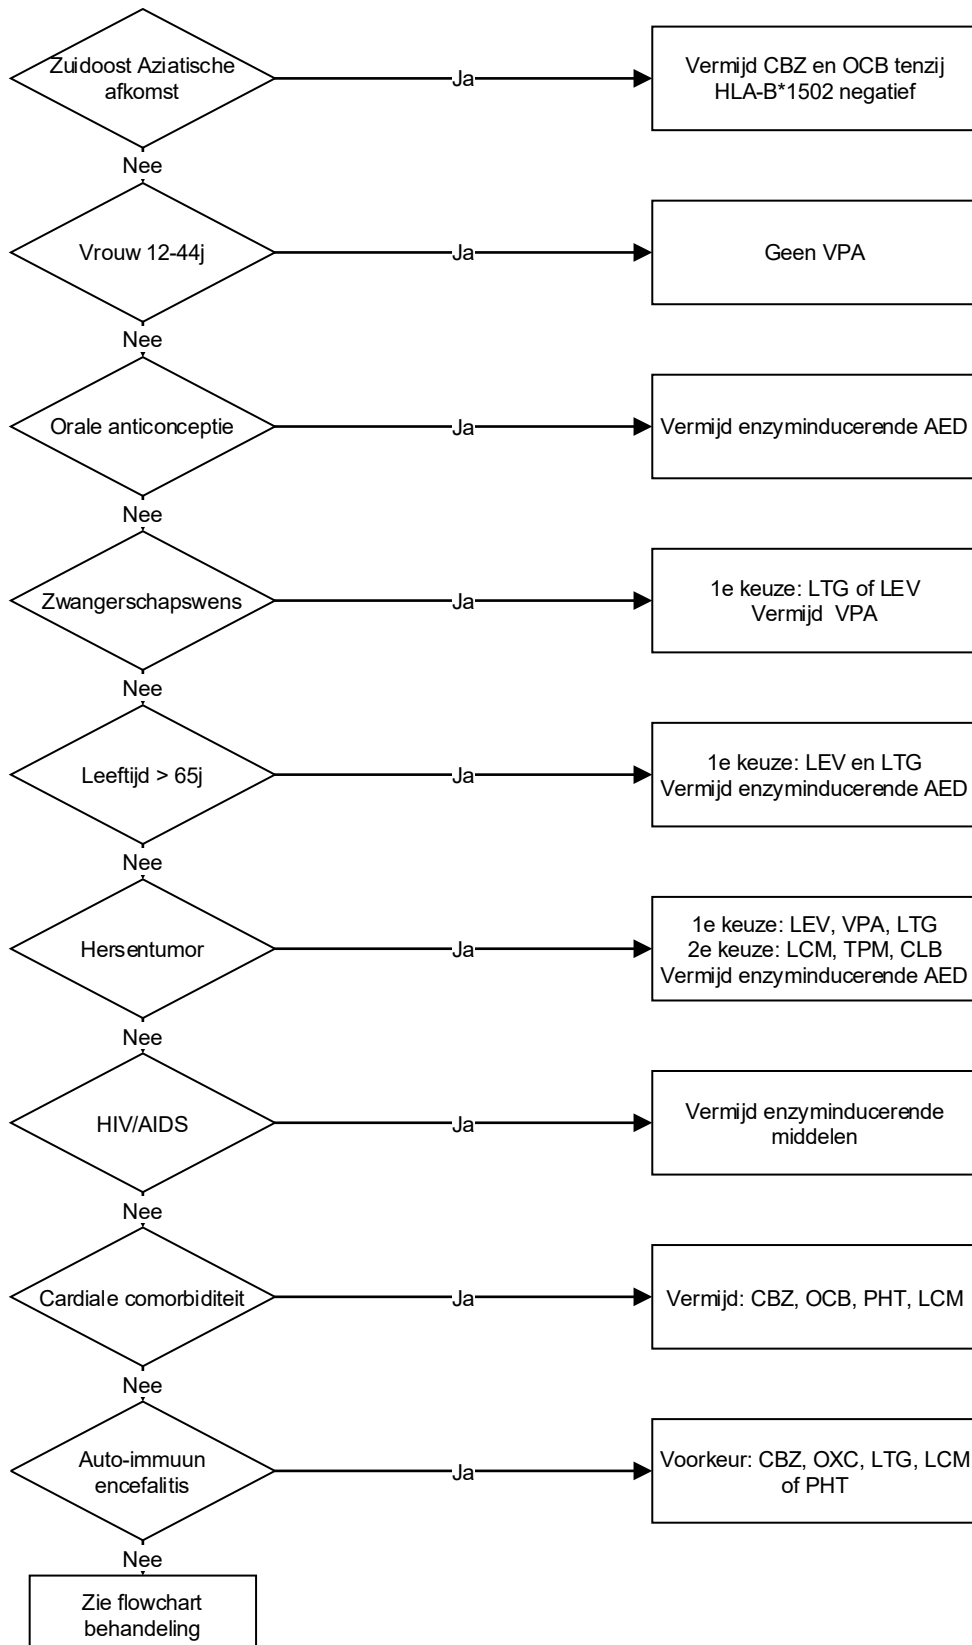 Zuidoost Aziatische
afkomst
Ja
Vermijd CBZ en OCB tenzij
HLA-B*1502 negatief
Nee
Vrouw 12-44j
Ja
Geen VPA
Nee
Orale anticonceptie
Ja
Vermijd enzyminducerende AED
Nee
Zwangerschapswens
Ja
1e keuze: LTG of LEV
Vermijd VPA
Nee
Leeftijd > 65j
Ja
1e keuze: LEV en LTG
Vermijd enzyminducerende AED
Nee
Hersentumor
Ja
1e keuze: LEV, VPA, LTG
2e keuze: LCM, TPM, CLB
Vermijd enzyminducerende AED
Nee
HIV/AIDS
Ja
Vermijd enzyminducerende
middelen
Nee
Cardiale comorbiditeit
Ja
Vermijd: CBZ, OCB, PHT, LCM
Nee
Auto-immuun
encefalitis
Ja
Voorkeur: CBZ, OXC, LTG, LCM
of PHT
Nee
Zie flowchart
behandeling